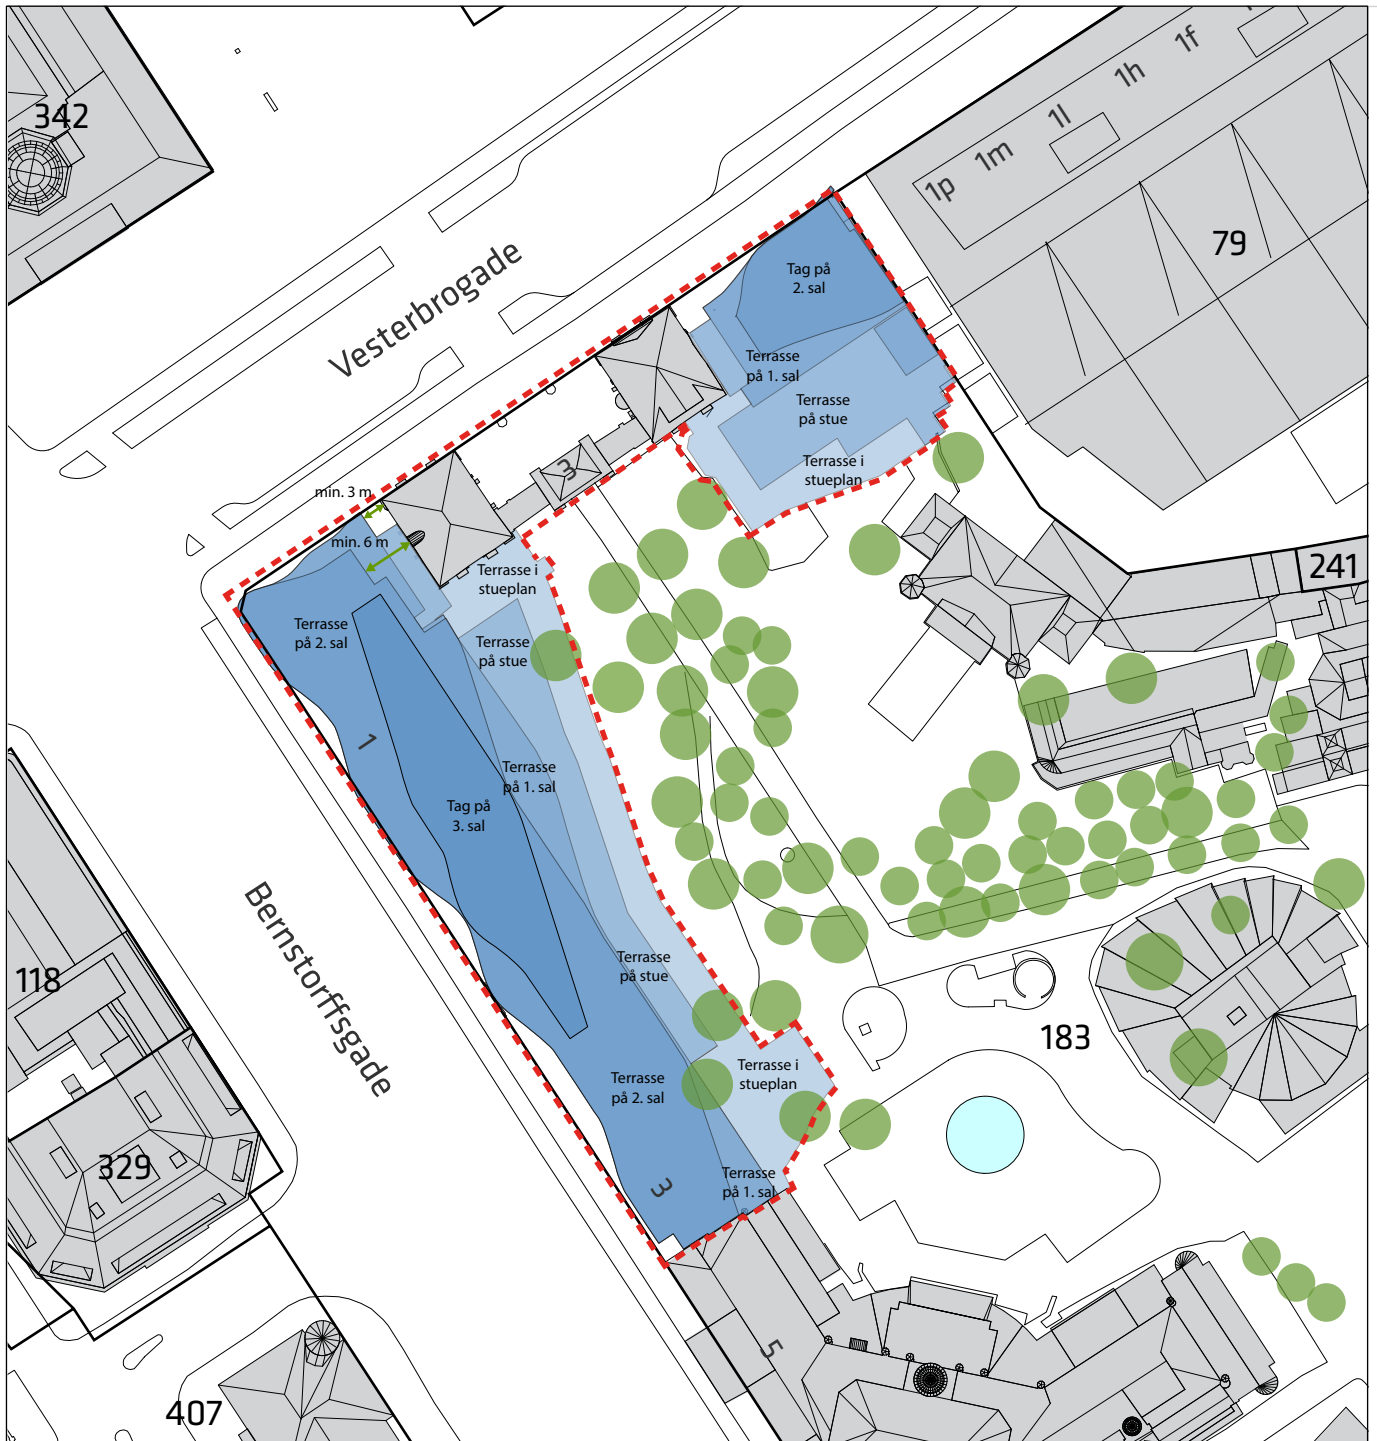 342
1p
1m
1l
1h
1f
79
Vesterbrogade
Tag på
2. sal
Terrasse
på 1. sal
Terrasse
på stue
Terrasse i
stueplan
3
min. 3 m
min. 6 m
Terrasse i
stueplan
241
Terrasse
på 2. sal
Terrasse
på stue
1
Terrasse
på 1. sal
Tag på
3. sal
Bernstorffsgade
118
Terrasse
på stue
183
Terrasse i
stueplan
Terrasse
på 2. sal
329
Terrasse
på 1. sal
3
5
407